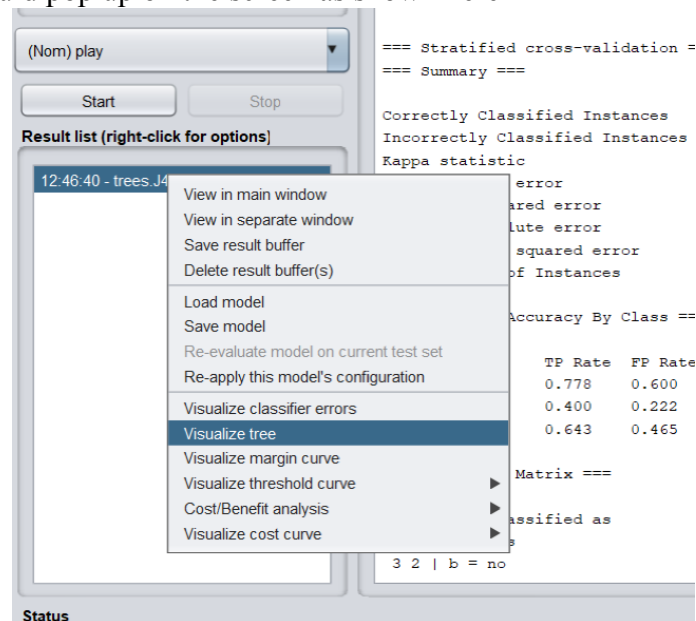 (Nom) play
Start
Stop
Result list (right-click for options)
12:46:40 - trees.J4
View in main window
View in separate window
Save result buffer
Delete result buffer(s)
Load model
Save model
Re-evaluate model on current test set
Re-apply this model's configuration
Visualize classifier errors
Visualize tree
Visualize margin curve
Visualize threshold curve
Cost/Benefit analysis
Visualize cost curve
=== Stratified cross-validation =
=== Summary ===
Correctly Classified Instances
Incorrectly Classified Instances
Kappa statistic
error
ared error
lute error
squared error
of Instances
Accuracy By Class ==
TP Rate FP Rate
0.778 0.600
0.400 0.222
0.643 0.465
Matrix ===
assified as
3 2 | b = no
Status